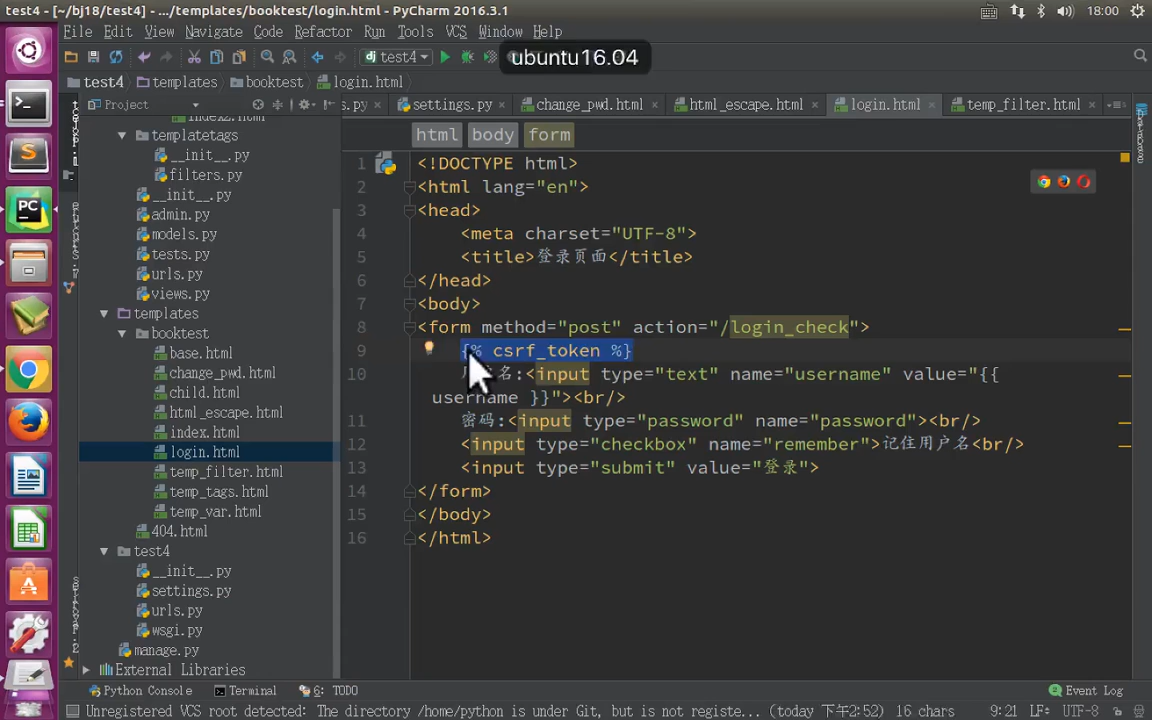 test4 - [~/bj18/test4] - .../templates/booktest/login.html - PyCharm 2016.3.1
18:00
File Edit View Navigate Code Refactor Run Tools VCS Window Help
test4
ubuntu16.04
test4 templates booktest login.html
Project
s.py
settings.py
change_pwd.html
html_escape.html
login.html
temp_filter.html
index2.html
templatetags
__init__.py
filters.py
__init__.py
admin.py
models.py
tests.py
urls.py
views.py
templates
booktest
base.html
change_pwd.html
child.html
html_escape.html
index.html
login.html
temp_filter.html
temp_tags.html
temp_var.html
404.html
test4
__init__.py
settings.py
urls.py
wsgi.py
manage.py
External Libraries
html body form
1 <!DOCTYPE html>
2 <html lang="en">
3 <head>
4 <meta charset="UTF-8">
5 <title>登录页面</title>
6 </head>
7 <body>
8 <form method="post" action="/login_check">
9 {% csrf_token %}
10 名:<input type="text" name="username" value="{{
username }}"><br/>
11 密码:<input type="password" name="password"><br/>
12 <input type="checkbox" name="remember">记住用户名<br/>
13 <input type="submit" value="登录">
14 </form>
15 </body>
16 </html>
Python Console Terminal 6: TODO Event Log
Unregistered VCS root detected: The directory /home/python is under Git, but is not registe... (today 下午2:52) 16 chars 9:21 LF÷ UTF-8